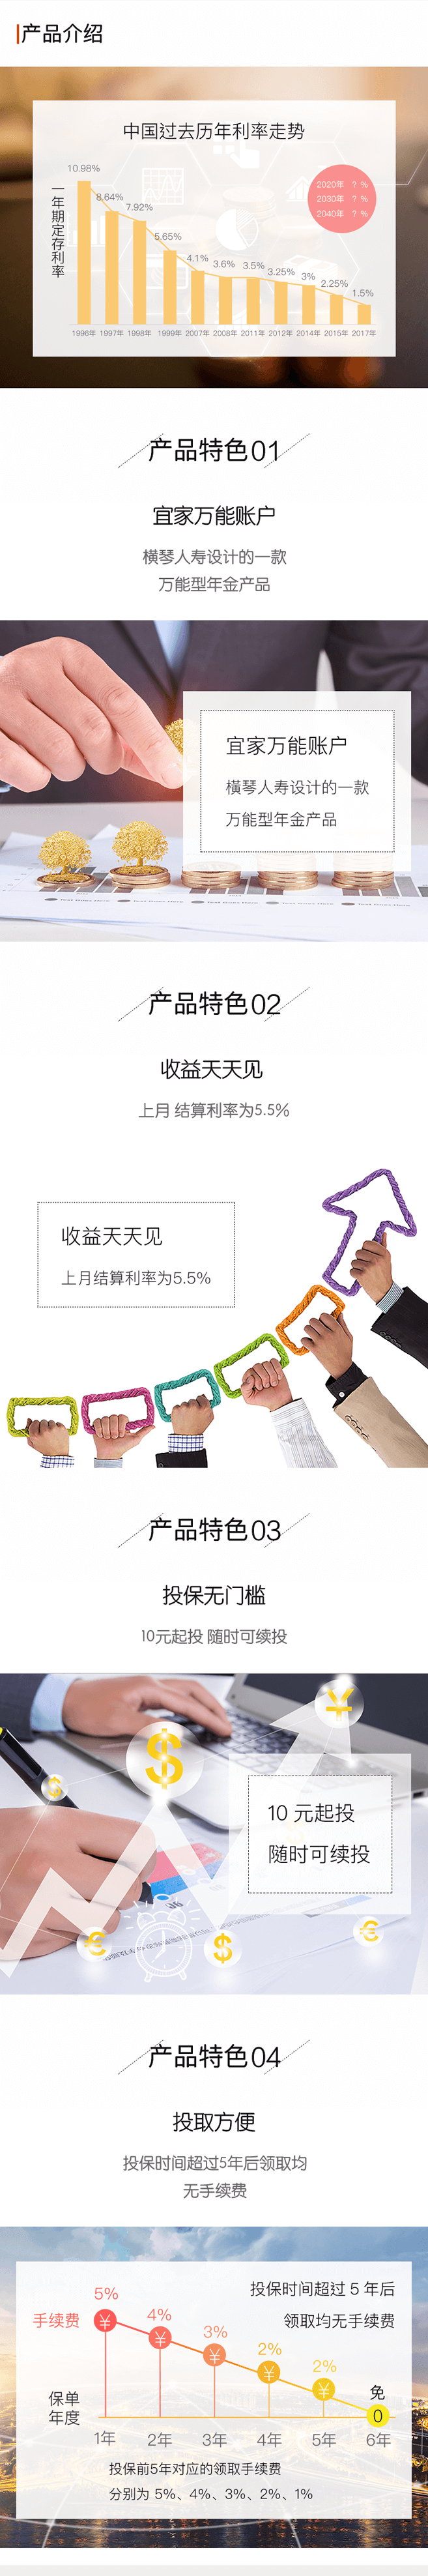 产品介绍
中国过去历年利率走势
一年期定存利率
10.98%
8.64%
7.92%
5.65%
4.1%
3.6%
3.5%
3.25%
3%
2.25%
1.5%
2020年 ? %
2030年 ? %
2040年 ? %
1996年 1997年 1998年 1999年 2007年 2008年 2011年 2012年 2014年 2015年 2017年
产品特色01
宜家万能账户
横琴人寿设计的一款
万能型年金产品
宜家万能账户
横琴人寿设计的一款
万能型年金产品
产品特色02
收益天天见
上月 结算利率为5.5%
收益天天见
上月结算利率为5.5%
产品特色03
投保无门槛
10元起投 随时可续投
10 元起投
随时可续投
产品特色04
投取方便
投保时间超过5年后领取均
无手续费
投保时间超过 5 年后
领取均无手续费
手续费
5%
4%
3%
2%
2%
免
0
保单
年度
1年 2年 3年 4年 5年 6年
投保前5年对应的领取手续费
分别为 5%、4%、3%、2%、1%